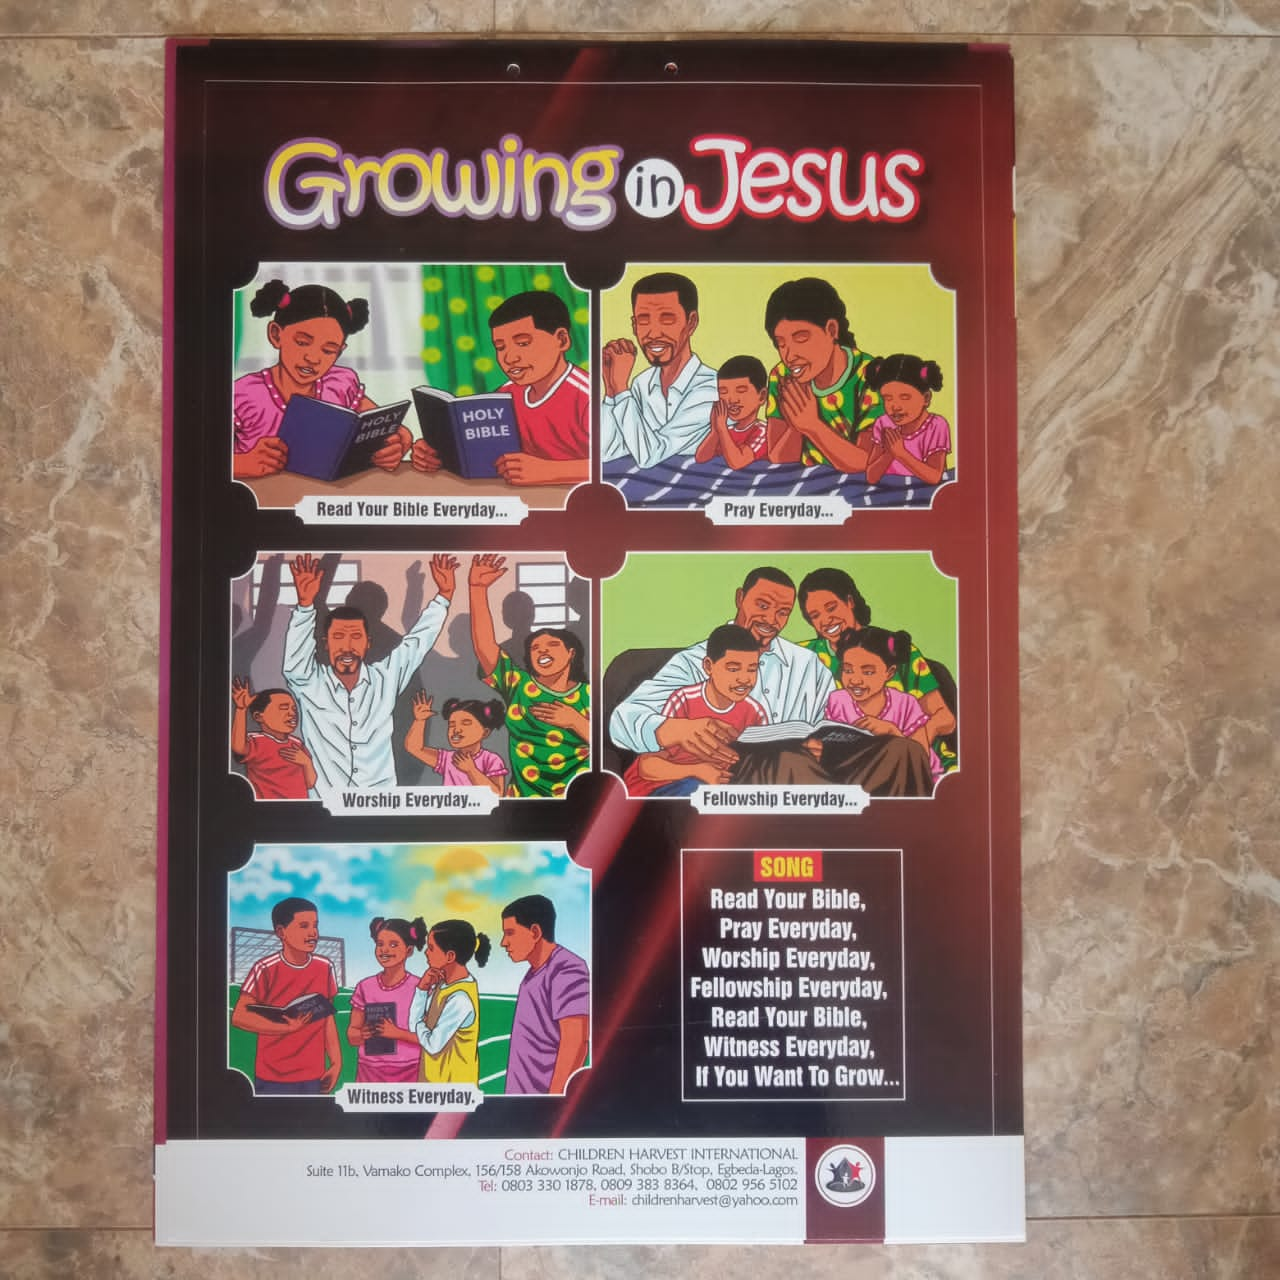 Growing in Jesus
HOLY BIBLE
HOLY BIBLE
Read Your Bible Everyday...
Pray Everyday...
Worship Everyday...
Fellowship Everyday...
HOLY BIBLE
Witness Everyday.
SONG
Read Your Bible,
Pray Everyday,
Worship Everyday,
Fellowship Everyday,
Read Your Bible,
Witness Everyday,
If You Want To Grow...
Contact: CHILDREN HARVEST INTERNATIONAL
Suite 11b, Vamako Complex, 156/158 Akowonjo Road, Shobo B/Stop, Egbeda-Lagos.
Tel: 0803 330 1878, 0809 383 8364, 0802 956 5102
E-mail: childrenharvest@yahoo.com